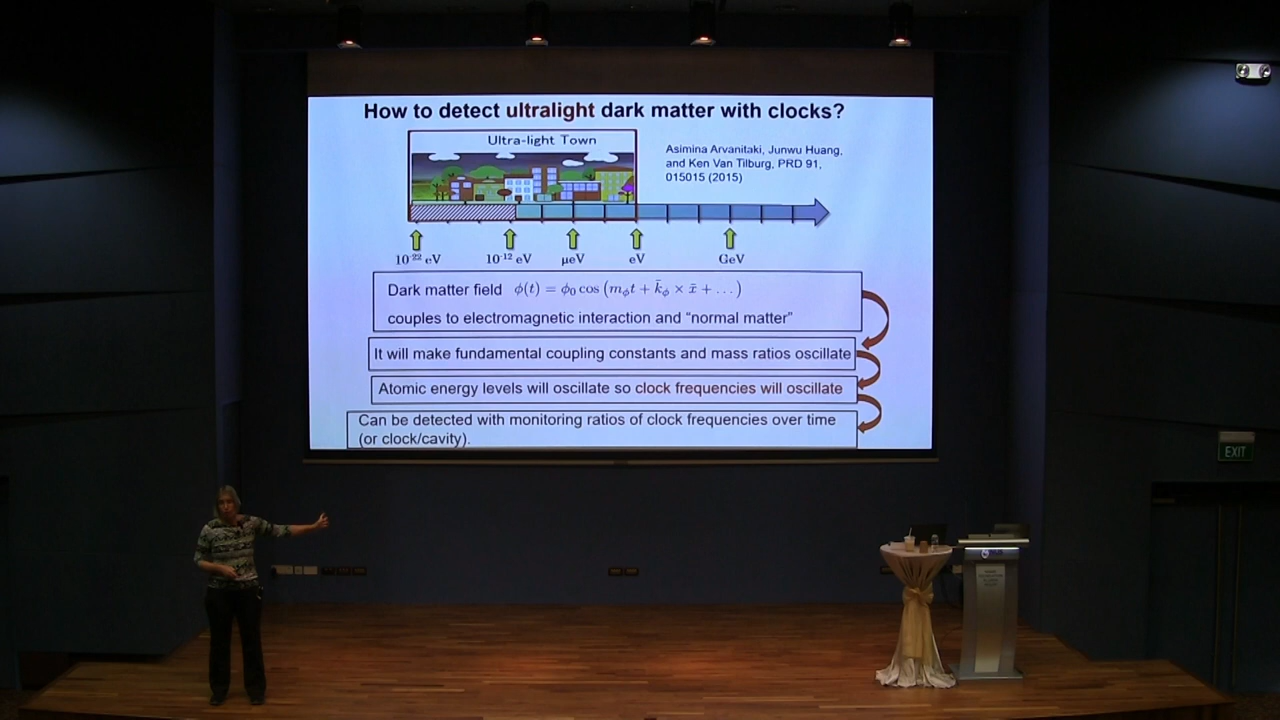 How to detect ultralight dark matter with clocks?
Ultra-light Town
Asimina Arvanitaki, Junwu Huang,
and Ken Van Tilburg, PRD 91,
015015 (2015)
10⁻²² eV 10⁻¹² eV µeV eV GeV
Dark matter field ϕ(t) = ϕ₀ cos (m_ϕ t + k̄_ϕ × x̄ + . . . )
couples to electromagnetic interaction and “normal matter”
It will make fundamental coupling constants and mass ratios oscillate
Atomic energy levels will oscillate so clock frequencies will oscillate
Can be detected with monitoring ratios of clock frequencies over time
(or clock/cavity).
EXIT